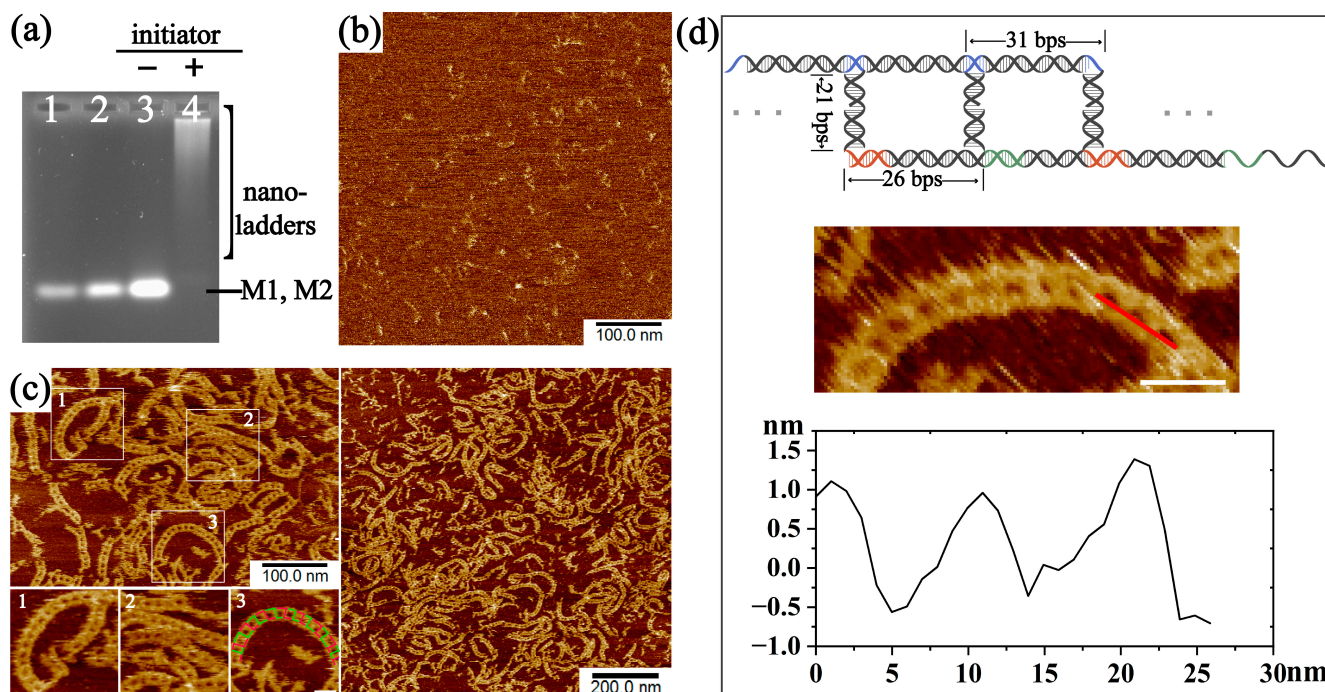 (a)
initiator
− +
1 2 3 4
nano-
ladders
M1, M2
(b)
100.0 nm
(c)
1
2
3
100.0 nm
1 2 3
200.0 nm
(d)
31 bps
21 bps
26 bps
nm
1.5
1.0
0.5
0.0
−0.5
−1.0
0 5 10 15 20 25 30nm